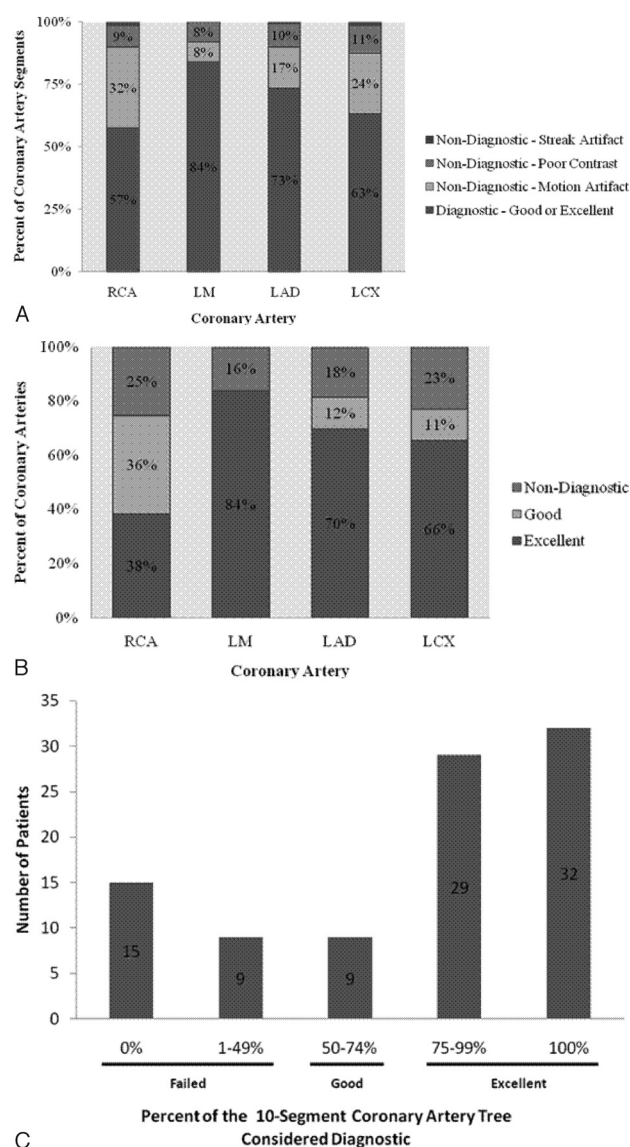 100%
75%
50%
25%
0%
Percent of Coronary Artery Segments
9%
32%
57%
8%
8%
84%
10%
17%
73%
11%
24%
63%
Non-Diagnostic - Streak Artifact
Non-Diagnostic - Poor Contrast
Non-Diagnostic - Motion Artifact
Diagnostic - Good or Excellent
RCA LM LAD LCX
Coronary Artery
A
100%
80%
60%
40%
20%
0%
Percent of Coronary Arteries
25%
36%
38%
16%
84%
18%
12%
70%
23%
11%
66%
Non-Diagnostic
Good
Excellent
RCA LM LAD LCX
Coronary Artery
B
35
30
25
20
15
10
5
0
Number of Patients
15
9
9
29
32
0% 1-49% 50-74% 75-99% 100%
Failed Good Excellent
Percent of the 10-Segment Coronary Artery Tree
Considered Diagnostic
C